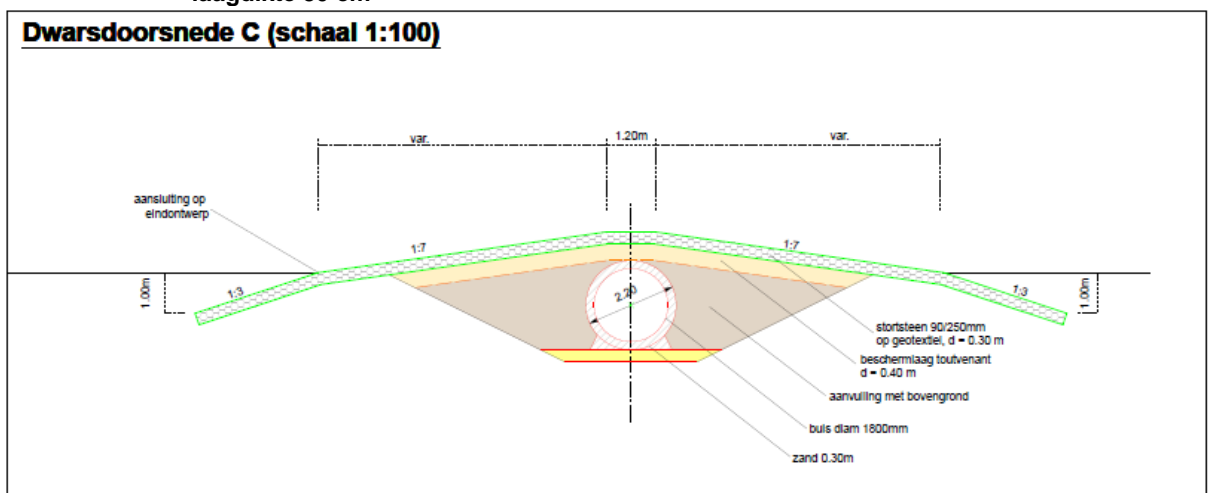 Dwarsdoorsnede C (schaal 1:100)
var.
1.20m
var.
aansluiting op
eindontwerp
1:7
1:7
1.00m
1:3
2.20
1:3
1.00m
stortsteen 90/250mm
op geotextiel, d = 0.30 m
beschermlaag toutvenant
d = 0.40 m
aanvulling met bovengrond
buis diam 1800mm
zand 0.30m